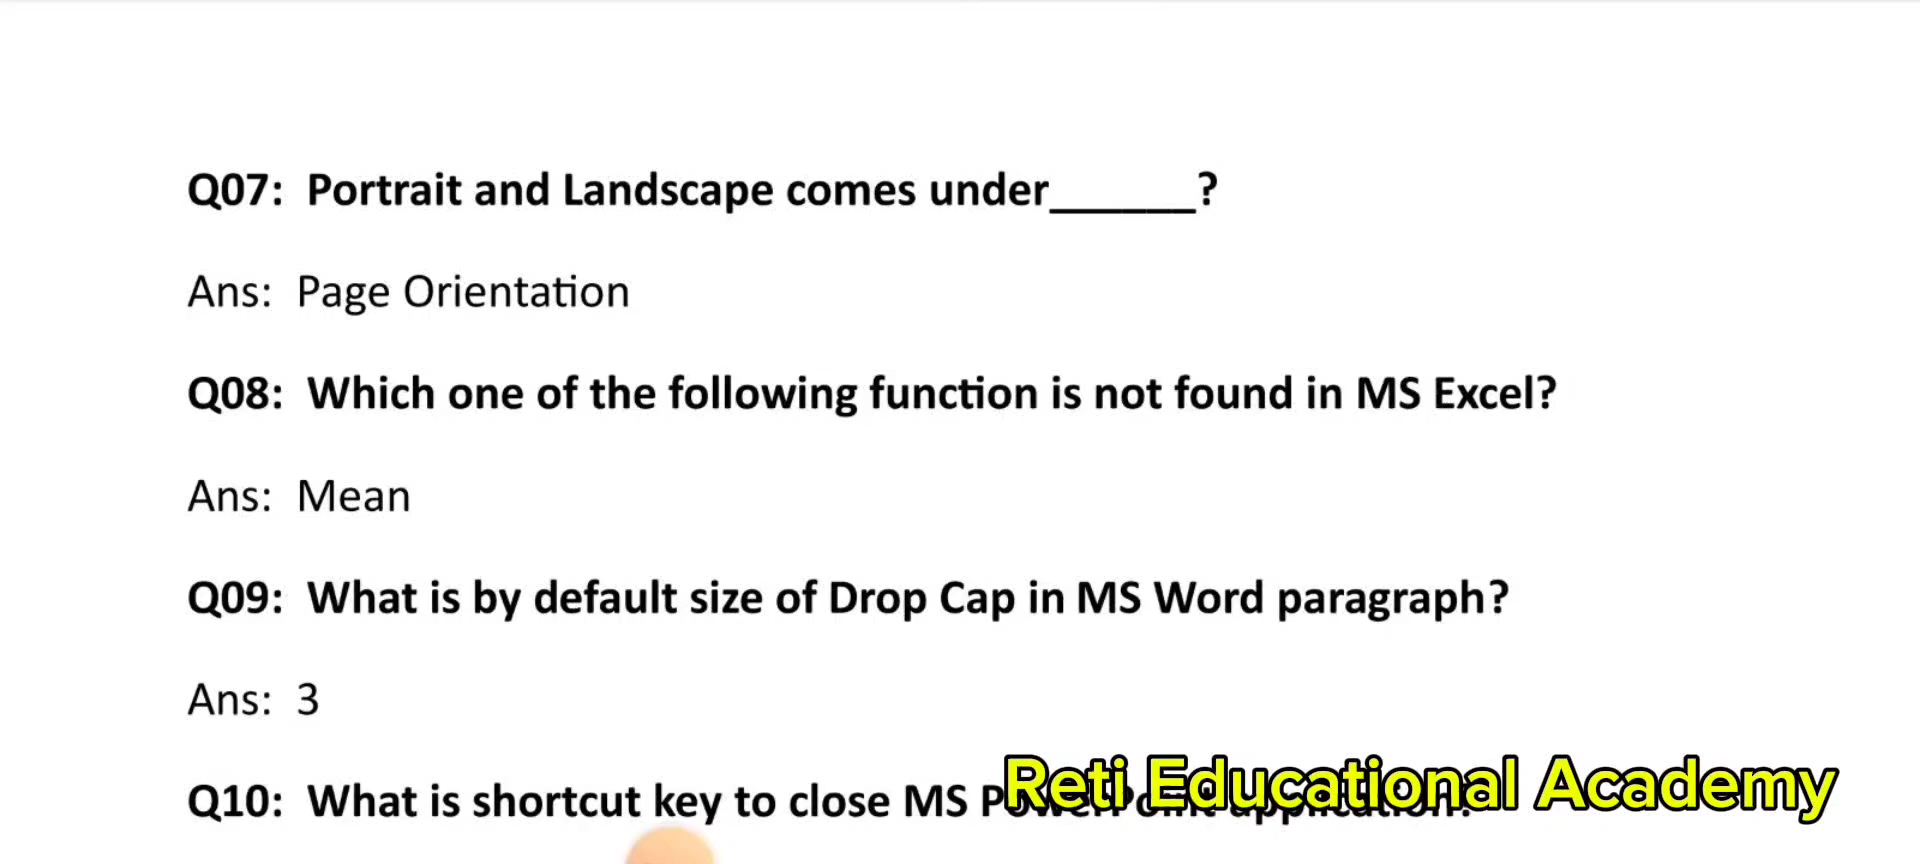 Q07: Portrait and Landscape comes under______?
Ans: Page Orientation
Q08: Which one of the following function is not found in MS Excel?
Ans: Mean
Q09: What is by default size of Drop Cap in MS Word paragraph?
Ans: 3
Q10: What is shortcut key to close MS PowerPoint application?
Reti Educational Academy